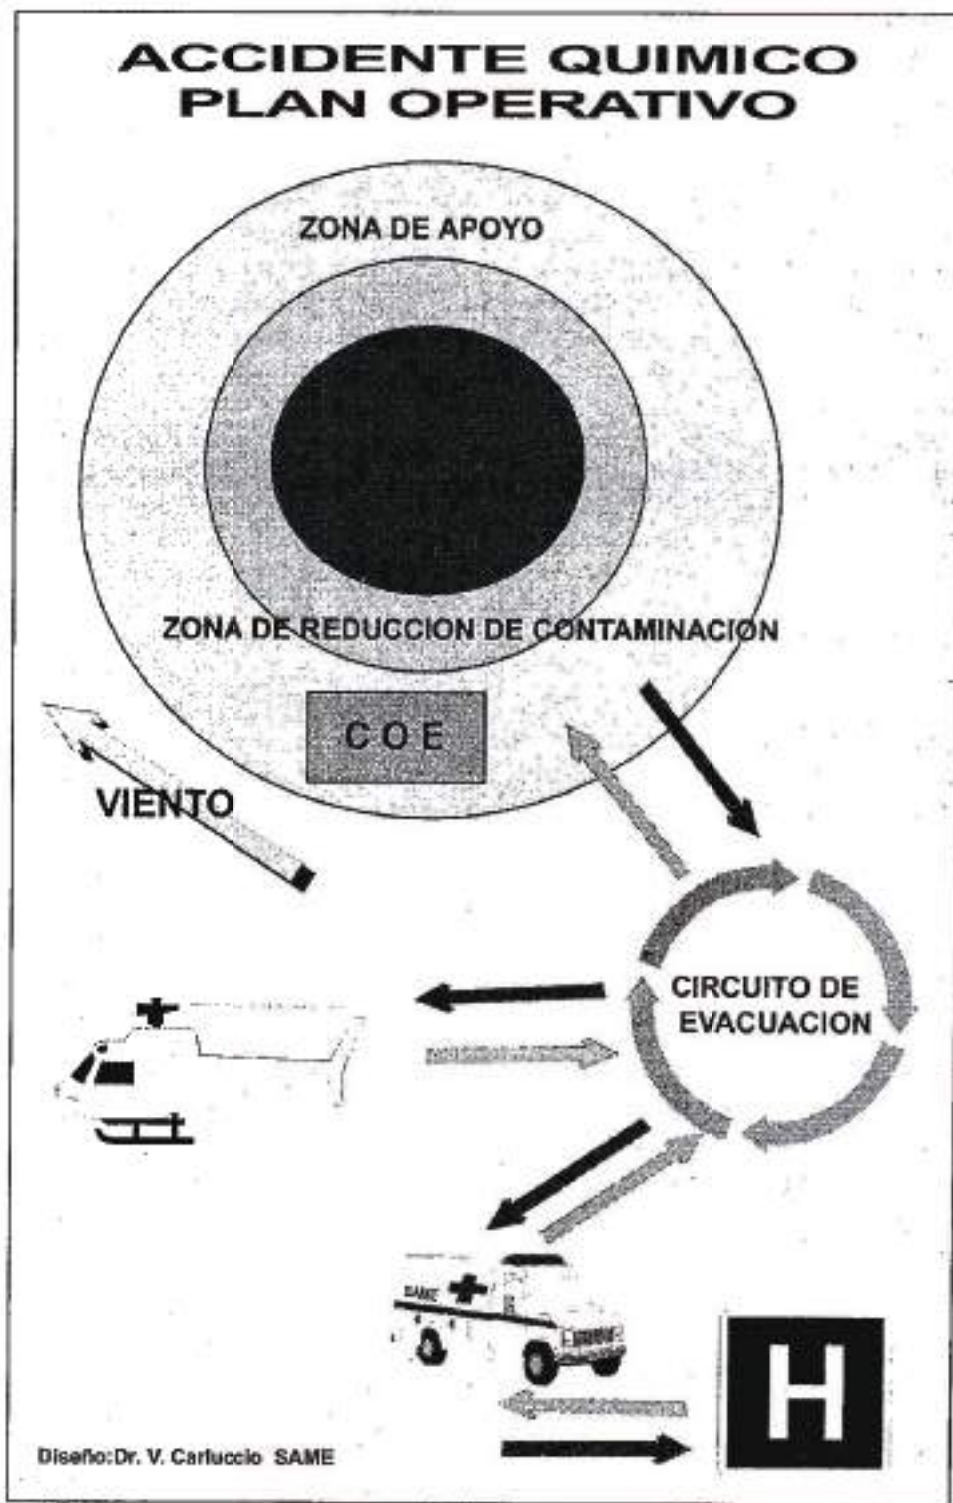 ACCIDENTE QUIMICO
PLAN OPERATIVO
ZONA DE APOYO
ZONA DE REDUCCION DE CONTAMINACION
C O E
VIENTO
CIRCUITO DE
EVACUACION
SAME
H
Diseño:Dr. V. Carluccio SAME